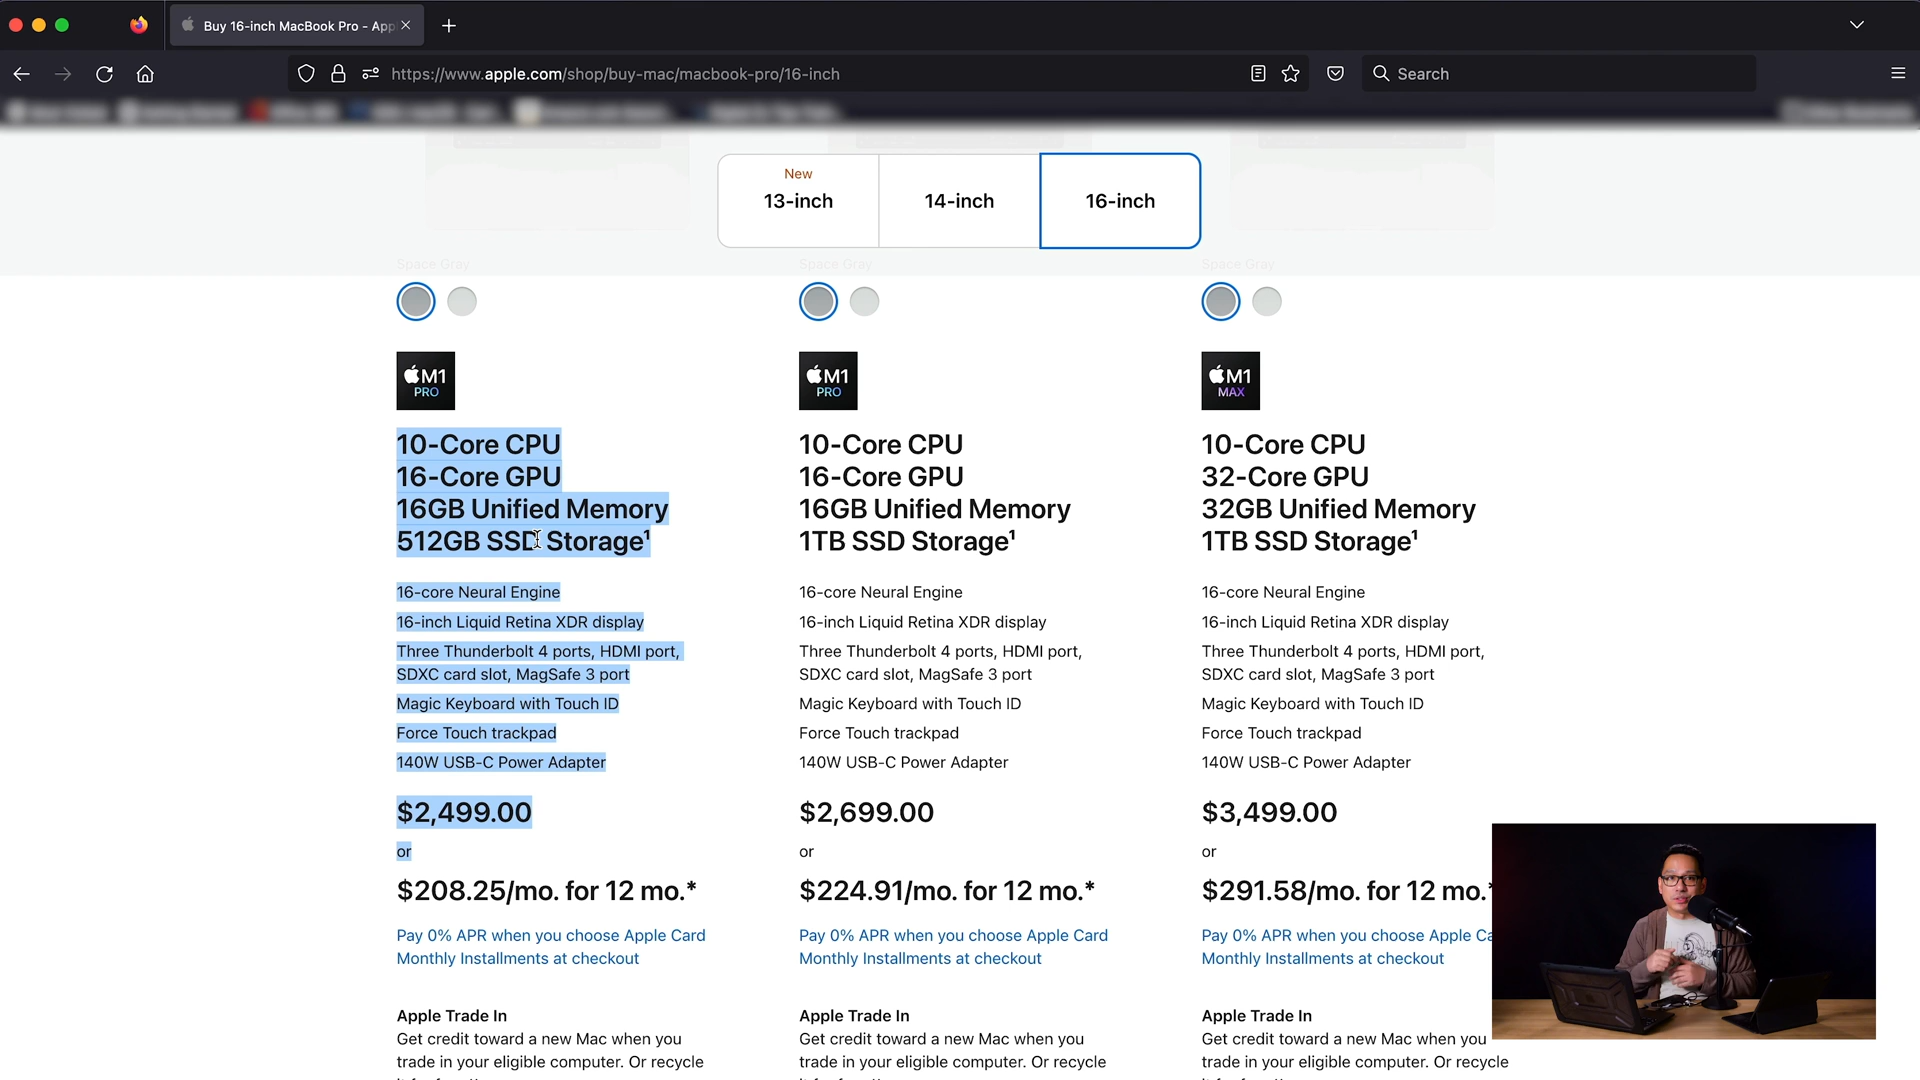 Buy 16-inch MacBook Pro - App
https://www.apple.com/shop/buy-mac/macbook-pro/16-inch
Search
New
13-inch
14-inch
16-inch
Space Gray
Space Gray
Space Gray
M1
PRO
M1
PRO
M1
MAX
10-Core CPU
16-Core GPU
16GB Unified Memory
512GB SSD Storage¹
16-core Neural Engine
16-inch Liquid Retina XDR display
Three Thunderbolt 4 ports, HDMI port,
SDXC card slot, MagSafe 3 port
Magic Keyboard with Touch ID
Force Touch trackpad
140W USB-C Power Adapter
$2,499.00
or
$208.25/mo. for 12 mo.*
Pay 0% APR when you choose Apple Card
Monthly Installments at checkout
Apple Trade In
Get credit toward a new Mac when you
trade in your eligible computer. Or recycle
10-Core CPU
16-Core GPU
16GB Unified Memory
1TB SSD Storage¹
16-core Neural Engine
16-inch Liquid Retina XDR display
Three Thunderbolt 4 ports, HDMI port,
SDXC card slot, MagSafe 3 port
Magic Keyboard with Touch ID
Force Touch trackpad
140W USB-C Power Adapter
$2,699.00
or
$224.91/mo. for 12 mo.*
Pay 0% APR when you choose Apple Card
Monthly Installments at checkout
Apple Trade In
Get credit toward a new Mac when you
trade in your eligible computer. Or recycle
10-Core CPU
32-Core GPU
32GB Unified Memory
1TB SSD Storage¹
16-core Neural Engine
16-inch Liquid Retina XDR display
Three Thunderbolt 4 ports, HDMI port,
SDXC card slot, MagSafe 3 port
Magic Keyboard with Touch ID
Force Touch trackpad
140W USB-C Power Adapter
$3,499.00
or
$291.58/mo. for 12 mo.*
Pay 0% APR when you choose Apple Ca
Monthly Installments at checkout
Apple Trade In
Get credit toward a new Mac when you
trade in your eligible computer. Or recycle